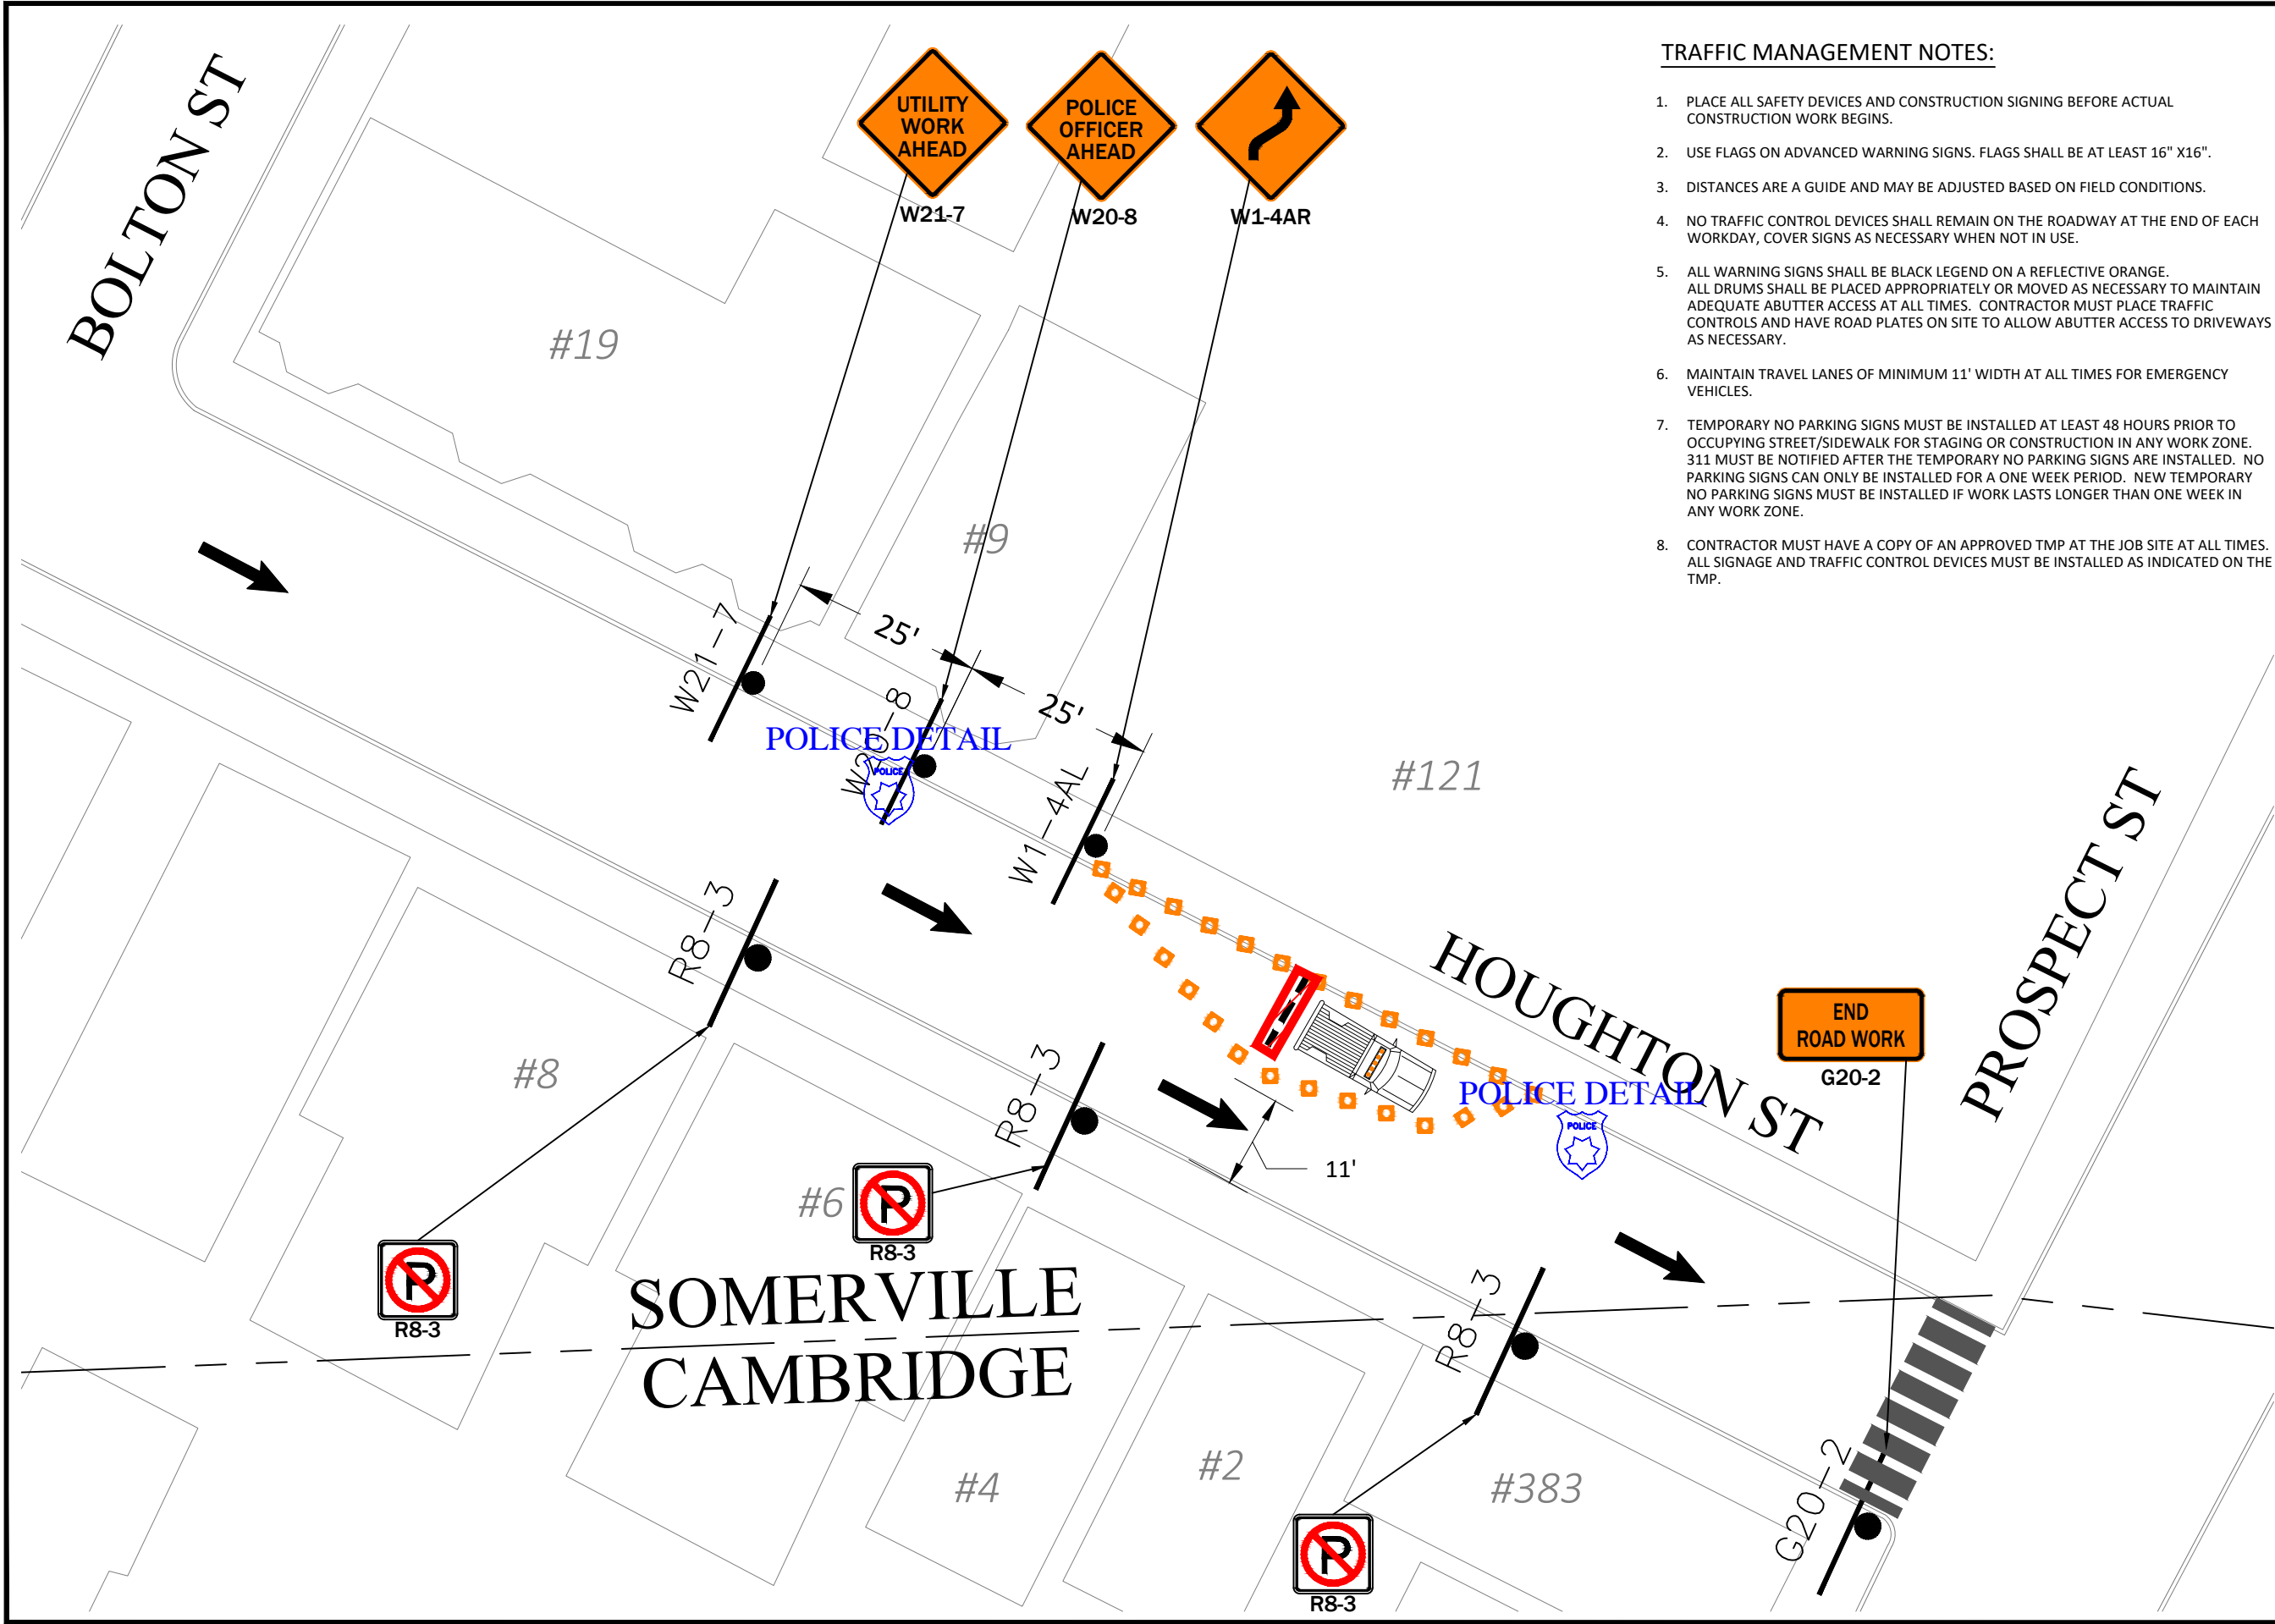 TRAFFIC MANAGEMENT NOTES:
1. PLACE ALL SAFETY DEVICES AND CONSTRUCTION SIGNING BEFORE ACTUAL
CONSTRUCTION WORK BEGINS.
2. USE FLAGS ON ADVANCED WARNING SIGNS. FLAGS SHALL BE AT LEAST 16" X16".
3. DISTANCES ARE A GUIDE AND MAY BE ADJUSTED BASED ON FIELD CONDITIONS.
4. NO TRAFFIC CONTROL DEVICES SHALL REMAIN ON THE ROADWAY AT THE END OF EACH
WORKDAY, COVER SIGNS AS NECESSARY WHEN NOT IN USE.
5. ALL WARNING SIGNS SHALL BE BLACK LEGEND ON A REFLECTIVE ORANGE.
ALL DRUMS SHALL BE PLACED APPROPRIATELY OR MOVED AS NECESSARY TO MAINTAIN
ADEQUATE ABUTTER ACCESS AT ALL TIMES. CONTRACTOR MUST PLACE TRAFFIC
CONTROLS AND HAVE ROAD PLATES ON SITE TO ALLOW ABUTTER ACCESS TO DRIVEWAYS
AS NECESSARY.
6. MAINTAIN TRAVEL LANES OF MINIMUM 11' WIDTH AT ALL TIMES FOR EMERGENCY
VEHICLES.
7. TEMPORARY NO PARKING SIGNS MUST BE INSTALLED AT LEAST 48 HOURS PRIOR TO
OCCUPYING STREET/SIDEWALK FOR STAGING OR CONSTRUCTION IN ANY WORK ZONE.
311 MUST BE NOTIFIED AFTER THE TEMPORARY NO PARKING SIGNS ARE INSTALLED. NO
PARKING SIGNS CAN ONLY BE INSTALLED FOR A ONE WEEK PERIOD. NEW TEMPORARY
NO PARKING SIGNS MUST BE INSTALLED IF WORK LASTS LONGER THAN ONE WEEK IN
ANY WORK ZONE.
8. CONTRACTOR MUST HAVE A COPY OF AN APPROVED TMP AT THE JOB SITE AT ALL TIMES.
ALL SIGNAGE AND TRAFFIC CONTROL DEVICES MUST BE INSTALLED AS INDICATED ON THE
TMP.
BOLTON ST
UTILITY
WORK
AHEAD
W21-7
POLICE
OFFICER
AHEAD
W20-8
W1-4AR
#19
#9
25'
25'
W21-7
POLICE DETAIL
W20-8
POLICE
W1-4AL
#121
PROSPECT ST
HOUGHTON ST
R8-3
END
ROAD WORK
G20-2
#8
R8-3
POLICE DETAIL
POLICE
11'
#6
P
R8-3
P
R8-3
SOMERVILLE
CAMBRIDGE
R8-3
#4
#2
#383
G20-2
P
R8-3